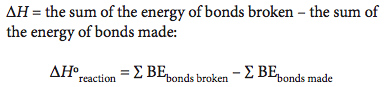 ΔH = the sum of the energy of bonds broken – the sum of
the energy of bonds made:
ΔH°reaction = Σ BEbonds broken – Σ BEbonds made